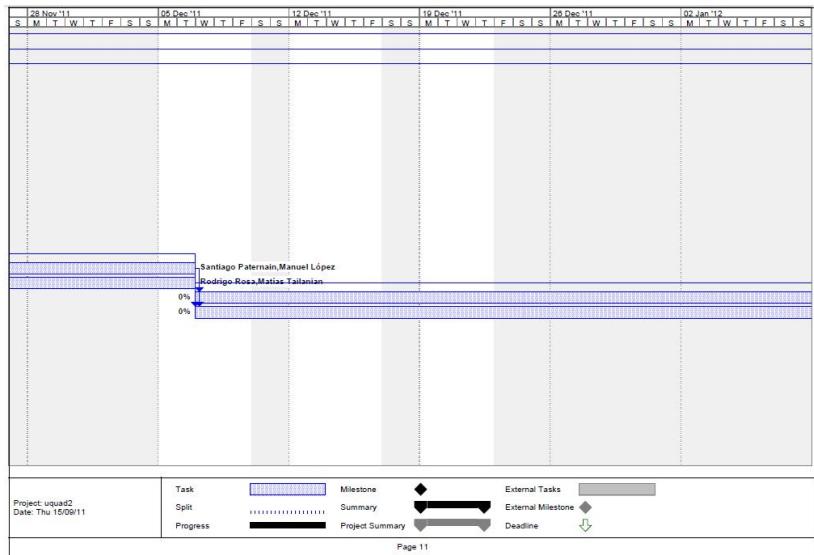 28 Nov '11 05 Dec '11 12 Dec '11 19 Dec '11 26 Dec '11 02 Jan '12
S M T W T F S S M T W T F S S M T W T F S S M T W T F S S M T W T F S S M T W T F S S
Santiago Paternain,Manuel López
Rodrigo Rosa,Matias Tailanian
0%
0%
Task Milestone External Tasks
Project: uquad2
Date: Thu 15/09/11
Split Summary External Milestone
Progress Project Summary Deadline
Page 11